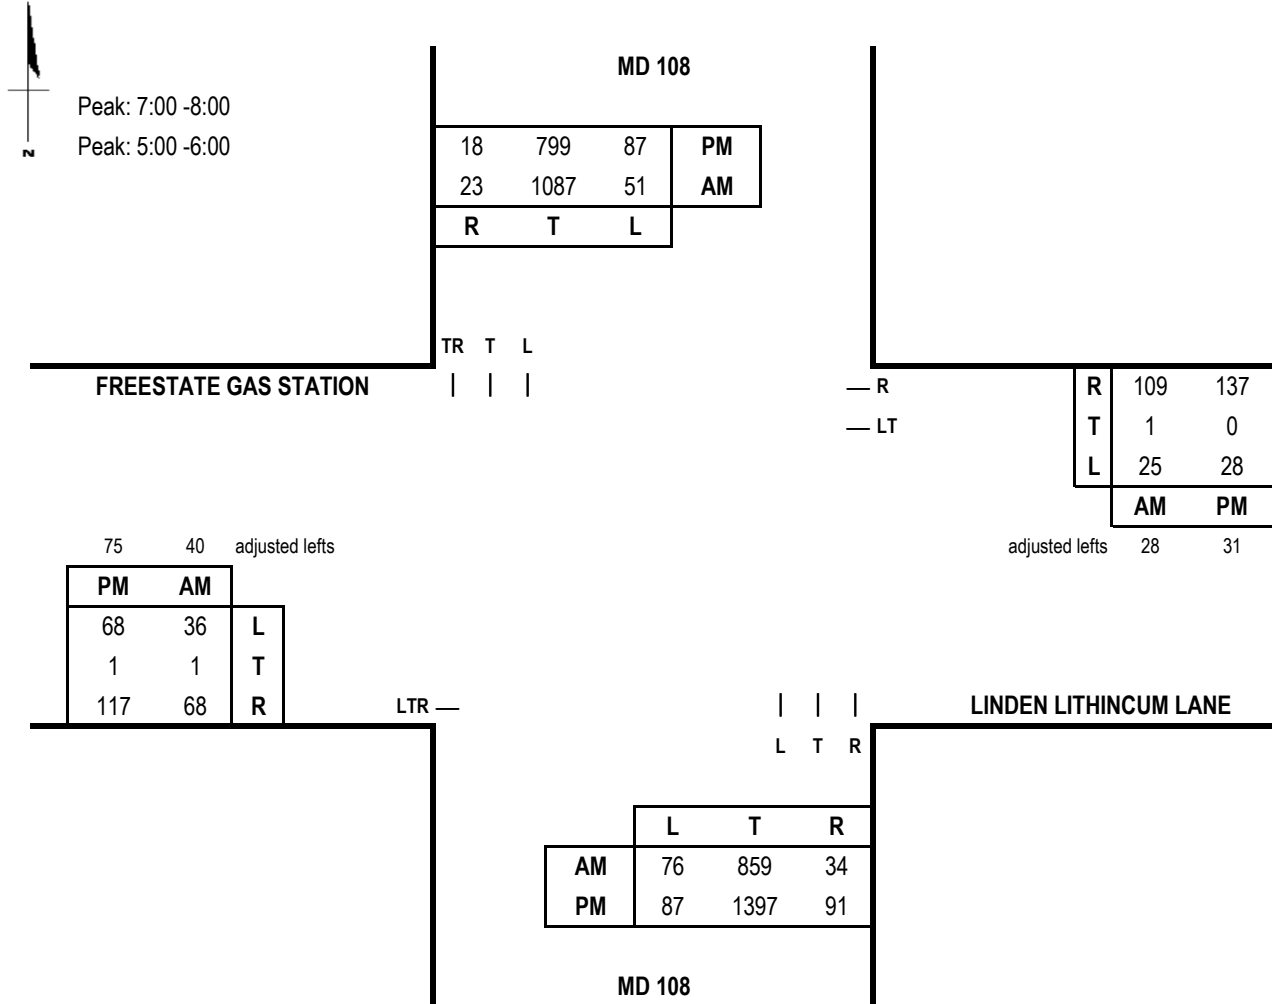 MD 108
Peak: 7:00 -8:00
Peak: 5:00 -6:00
N
18 799 87 PM
23 1087 51 AM
R T L
TR T L
FREESTATE GAS STATION
R
LT
R 109 137
T 1 0
L 25 28
AM PM
adjusted lefts 28 31
75 40 adjusted lefts
PM AM
68 36 L
1 1 T
117 68 R
LTR
LINDEN LITHINCUM LANE
L T R
L T R
AM 76 859 34
PM 87 1397 91
MD 108